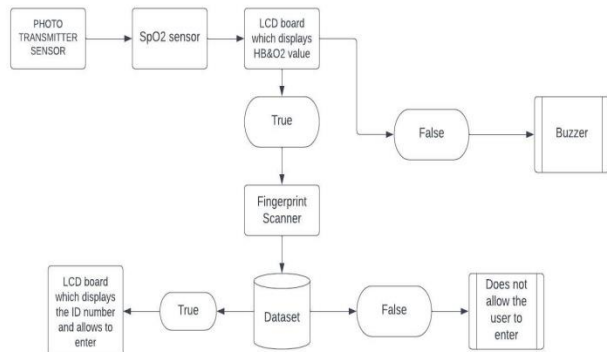 PHOTO
TRANSMITTER
SENSOR
SpO2 sensor
LCD board
which displays
HB&O2 value
True
False
Buzzer
Fingerprint
Scanner
LCD board
which displays
the ID number
and allows to
enter
True
Dataset
False
Does not
allow the
user to
enter